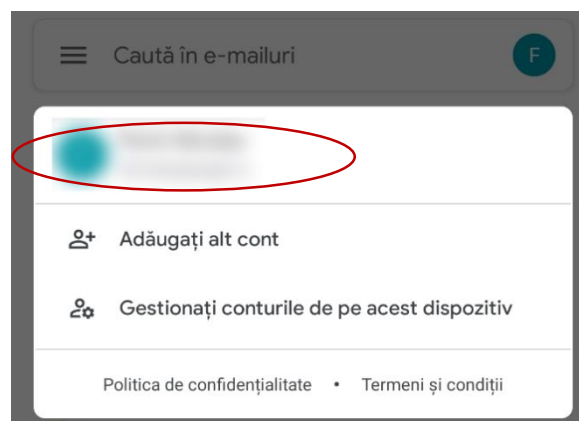 Caută în e-mailuri
F
Adăugați alt cont
Gestionați conturile de pe acest dispozitiv
Politica de confidențialitate • Termeni și condiții